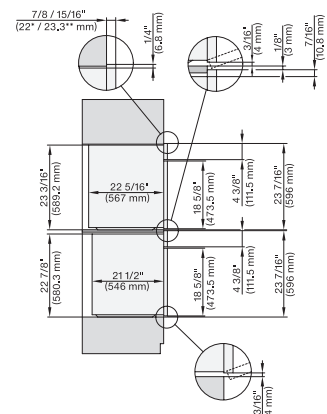 7/8 / 15/16"
(22* / 23.3** mm)
1/4"
(6.8 mm)
3/16"
(4 mm)
1/8"
(3 mm)
7/16"
(10.8 mm)
23 3/16"
(589.2 mm)
22 5/16"
(567 mm)
18 5/8"
(473.5 mm)
4 3/8"
(111.5 mm)
23 7/16"
(596 mm)
22 7/8"
(580.3 mm)
21 1/2"
(546 mm)
18 5/8"
(473.5 mm)
4 3/8"
(111.5 mm)
23 7/16"
(596 mm)
3/16"
4 mm)